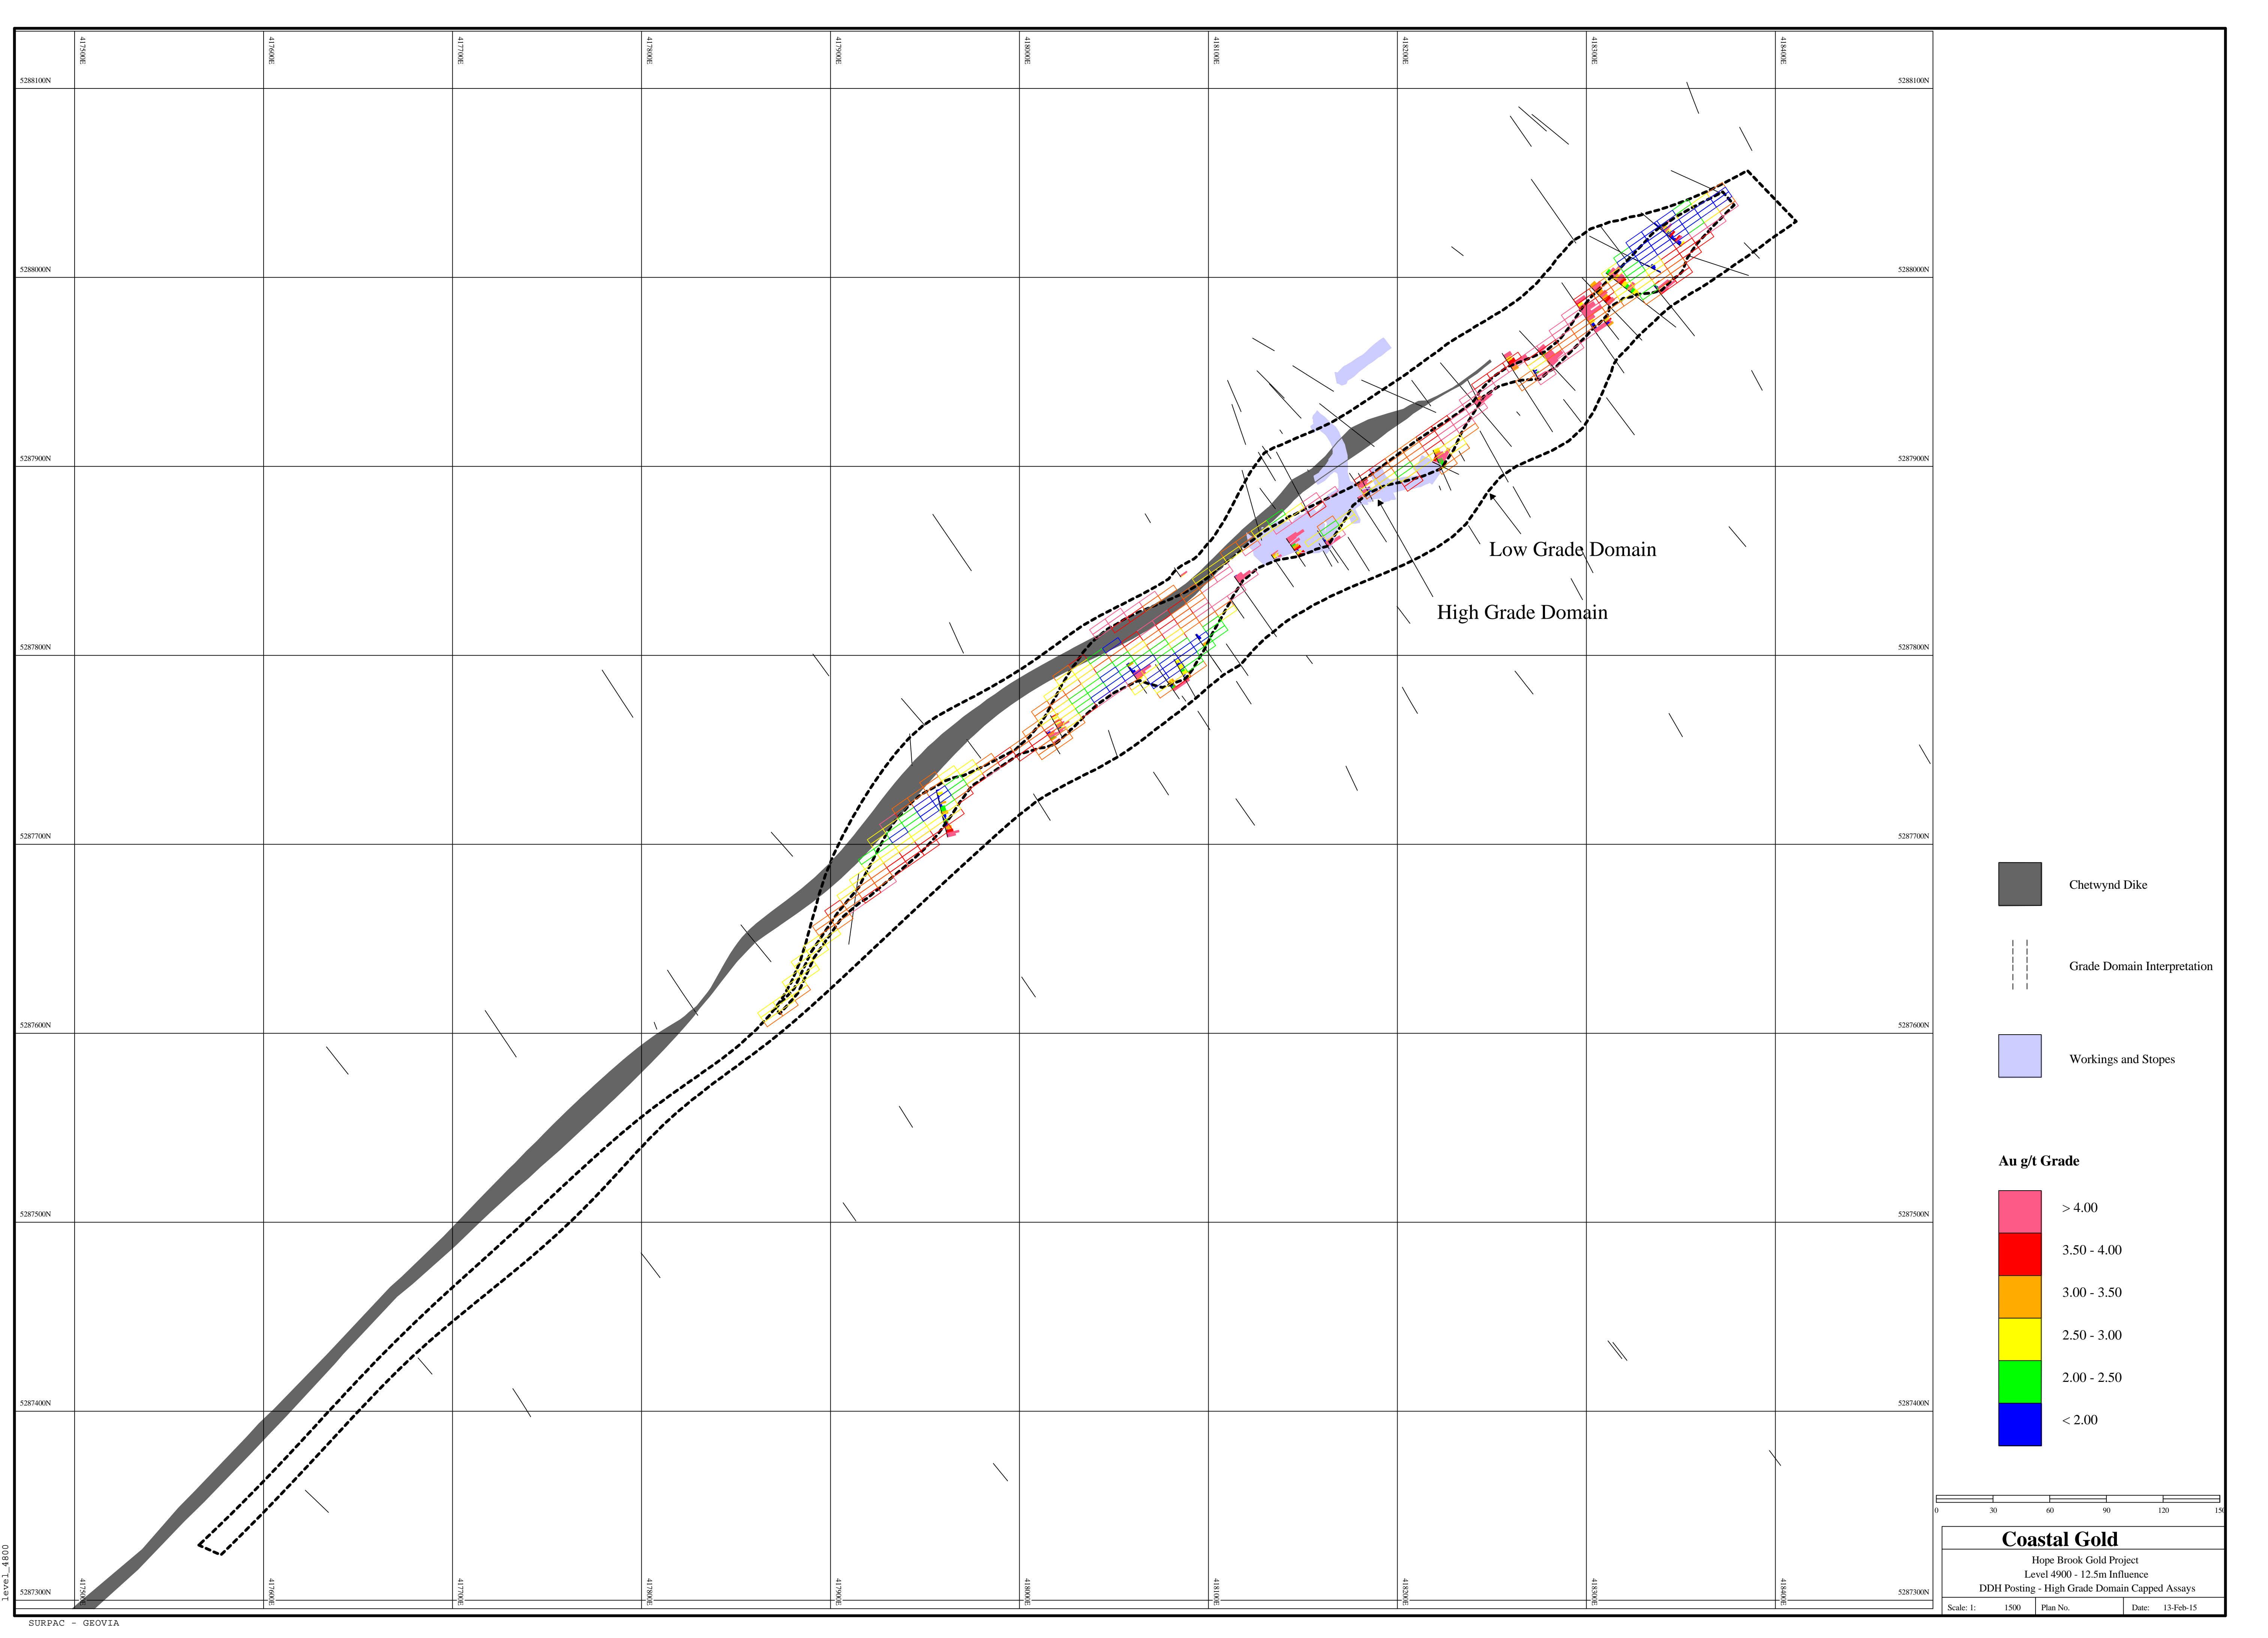 417500E
417600E
417700E
417800E
417900E
418000E
418100E
418200E
418300E
418400E
5288100N
5288100N
5288000N
5288000N
5287900N
5287900N
Low Grade Domain
High Grade Domain
5287800N
5287800N
5287700N
5287700N
5287600N
5287600N
5287500N
5287500N
5287400N
5287400N
5287300N
5287300N
417500E
417600E
417700E
417800E
417900E
418000E
418100E
418200E
418300E
418400E
Chetwynd Dike
Grade Domain Interpretation
Workings and Stopes
Au g/t Grade
> 4.00
3.50 - 4.00
3.00 - 3.50
2.50 - 3.00
2.00 - 2.50
< 2.00
0 30 60 90 120 150
Coastal Gold
Hope Brook Gold Project
Level 4900 - 12.5m Influence
DDH Posting - High Grade Domain Capped Assays
Scale: 1: 1500 Plan No. Date: 13-Feb-15
level_4800
SURPAC - GEOVIA